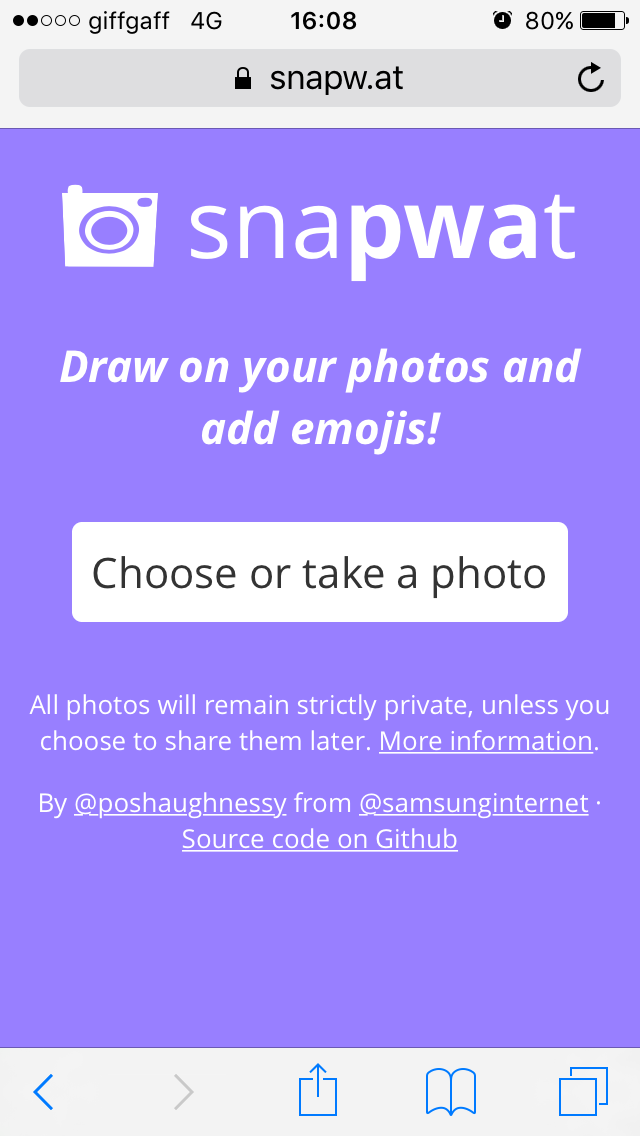 giffgaff 4G 16:08 80%
snapw.at
snapwat
Draw on your photos and
add emojis!
Choose or take a photo
All photos will remain strictly private, unless you
choose to share them later. More information.
By @poshaughnessy from @samsunginternet ·
Source code on Github